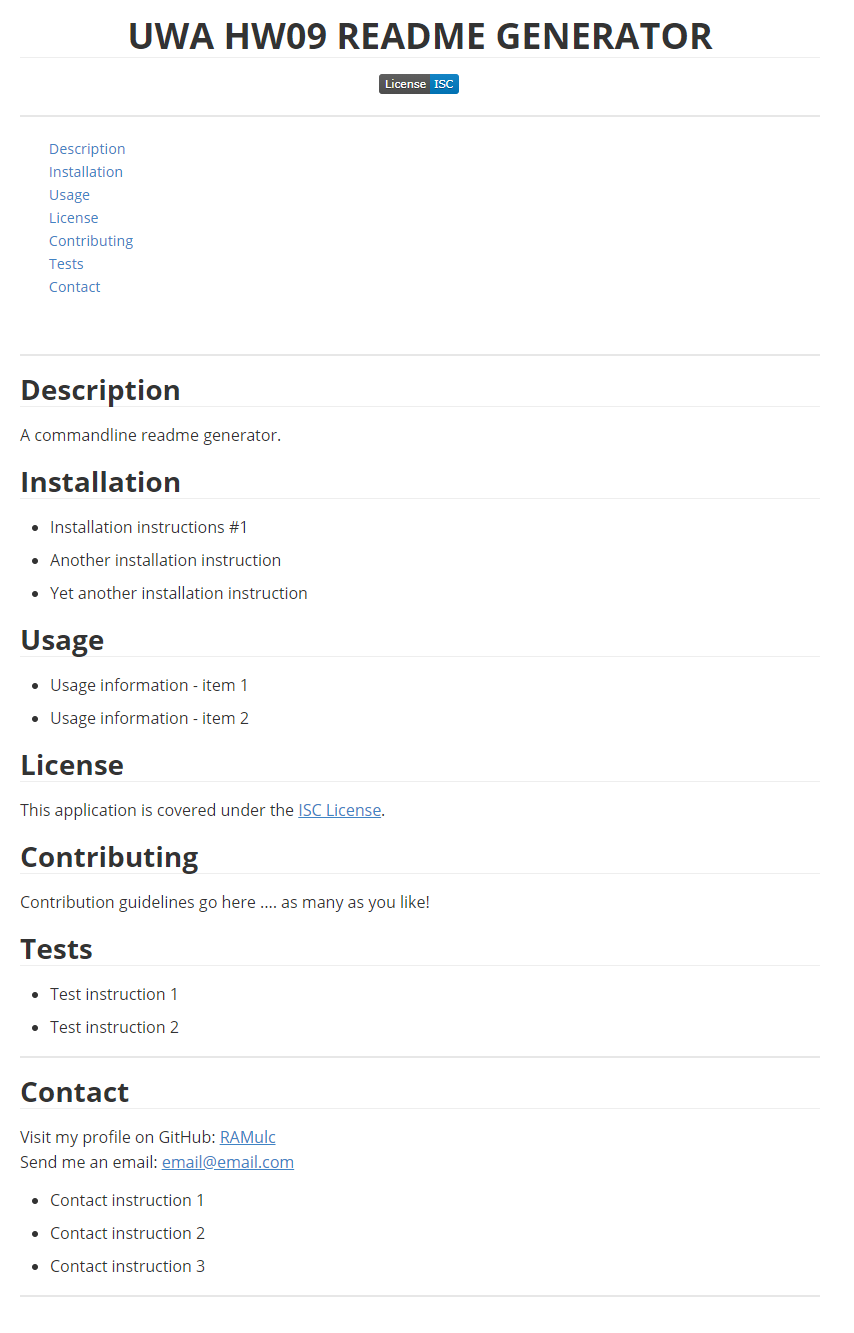 UWA HW09 README GENERATOR
License ISC
Description
Installation
Usage
License
Contributing
Tests
Contact
Description
A commandline readme generator.
Installation
• Installation instructions #1
• Another installation instruction
• Yet another installation instruction
Usage
• Usage information - item 1
• Usage information - item 2
License
This application is covered under the ISC License.
Contributing
Contribution guidelines go here .... as many as you like!
Tests
• Test instruction 1
• Test instruction 2
Contact
Visit my profile on GitHub: RAMulc
Send me an email: email@email.com
• Contact instruction 1
• Contact instruction 2
• Contact instruction 3